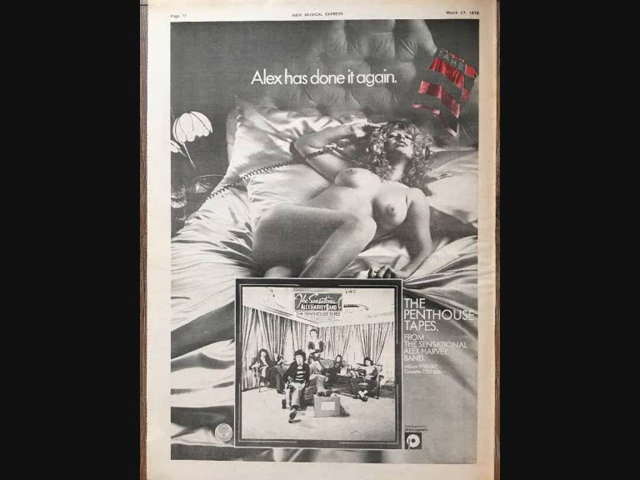 Page 12
NEW MUSICAL EXPRESS
March 27, 1976
Alex has done it again.
The Sensational
ALEX HARVEY BAND
THE PENTHOUSE TAPES
THE
PENTHOUSE
TAPES.
FROM
THE SENSATIONAL
ALEX HARVEY
BAND.